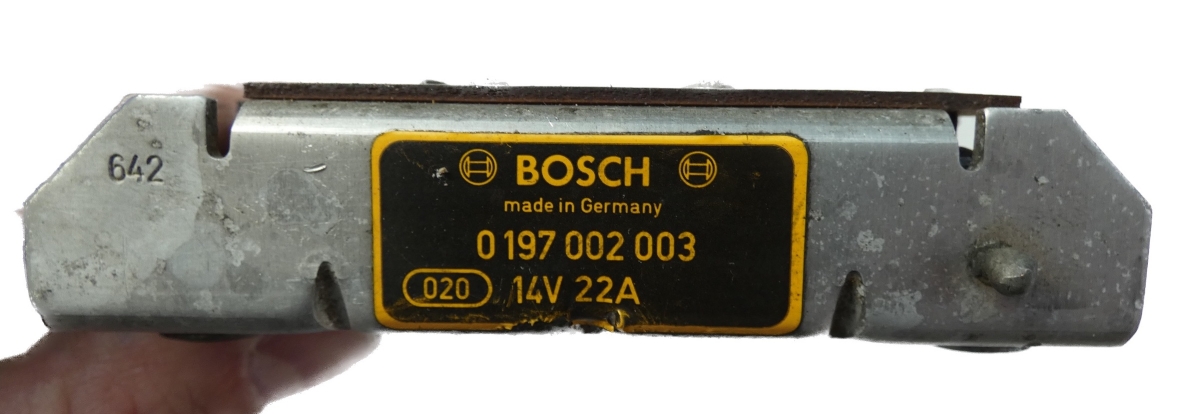 642
BOSCH
made in Germany
0 197 002 003
020 14V 22A